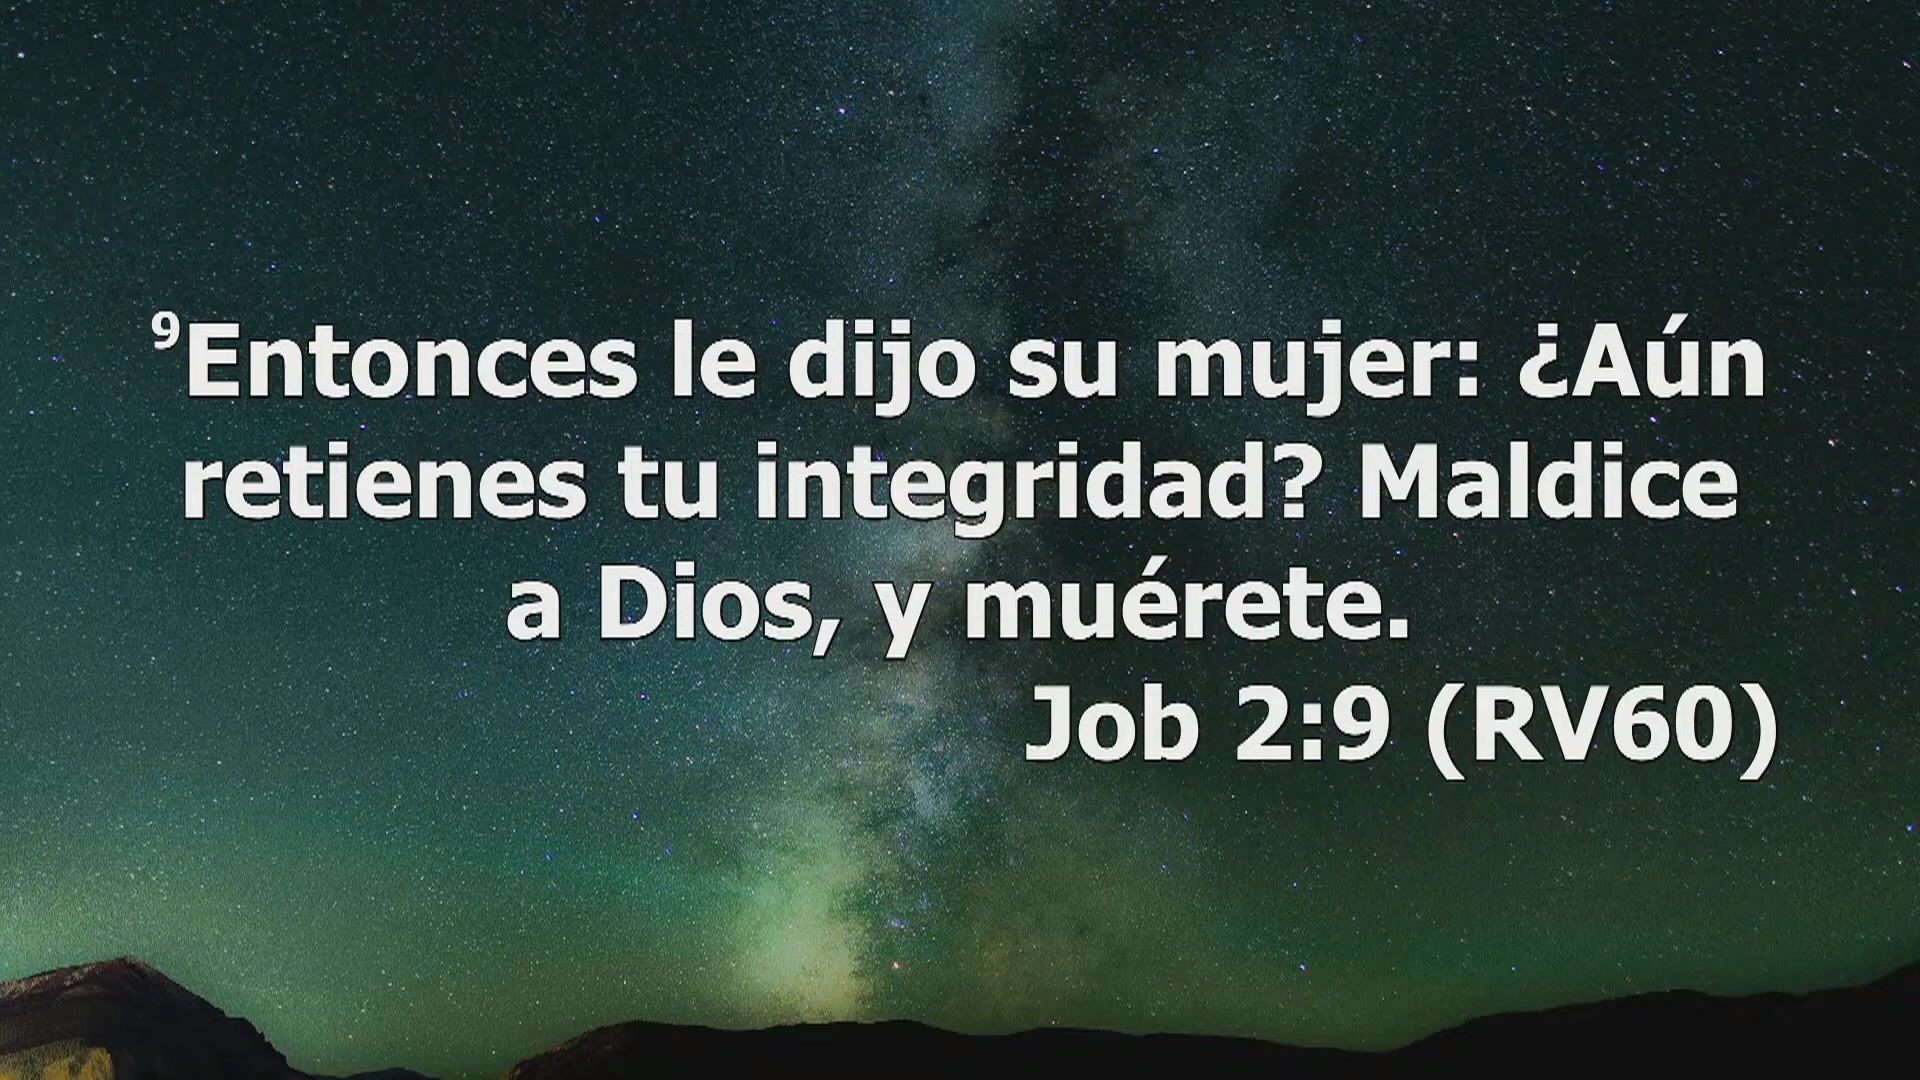 ⁹Entonces le dijo su mujer: ¿Aún
retienes tu integridad? Maldice
a Dios, y muérete.
Job 2:9 (RV60)